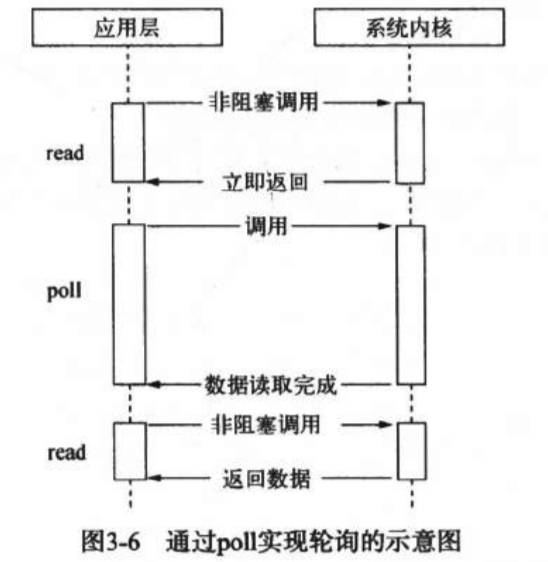 应用层
系统内核
非阻塞调用
read
立即返回
调用
poll
数据读取完成
非阻塞调用
read
返回数据
图3-6 通过poll实现轮询的示意图